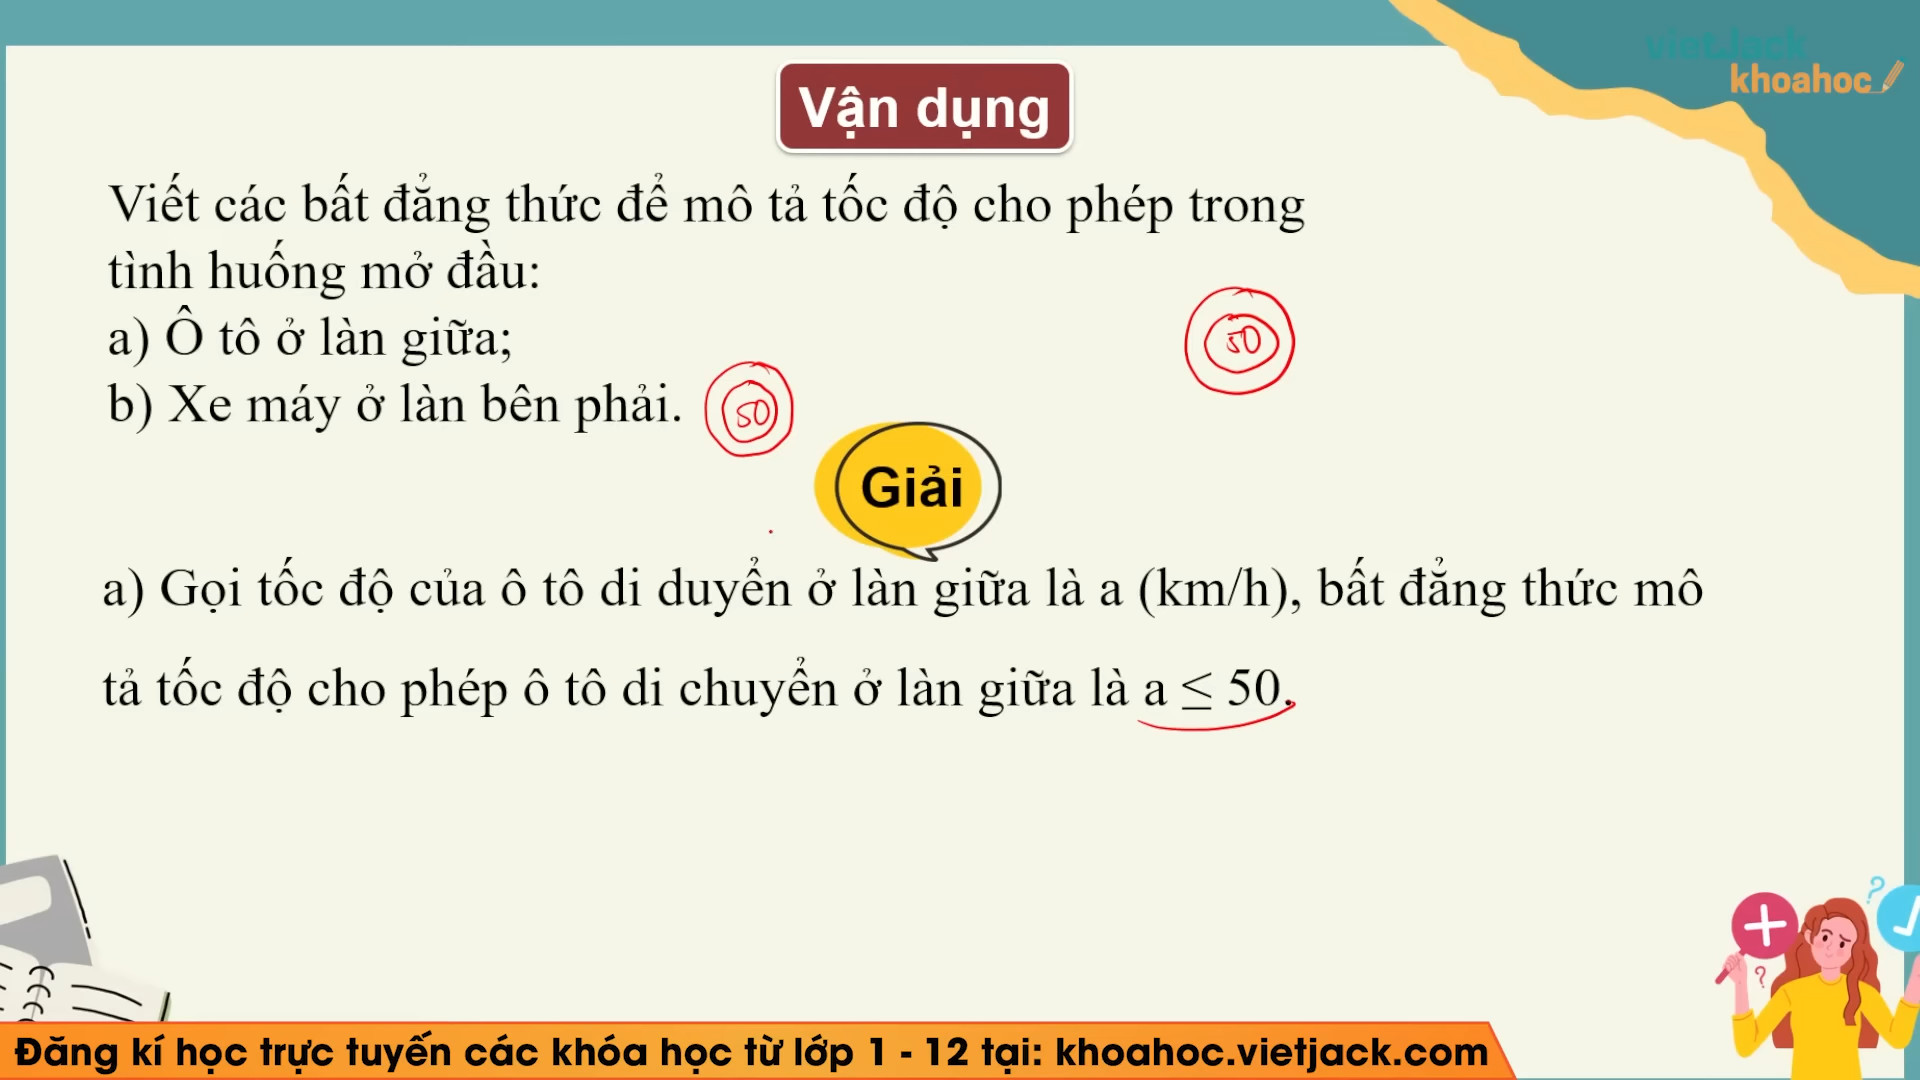 vietJack
khoahoc
Vận dụng
Viết các bất đẳng thức để mô tả tốc độ cho phép trong
tình huống mở đầu:
a) Ô tô ở làn giữa;
50
b) Xe máy ở làn bên phải.
50
Giải
a) Gọi tốc độ của ô tô di duyển ở làn giữa là a (km/h), bất đẳng thức mô
tả tốc độ cho phép ô tô di chuyển ở làn giữa là a ≤ 50.
Đăng kí học trực tuyến các khóa học từ lớp 1 - 12 tại: khoahoc.vietjack.com